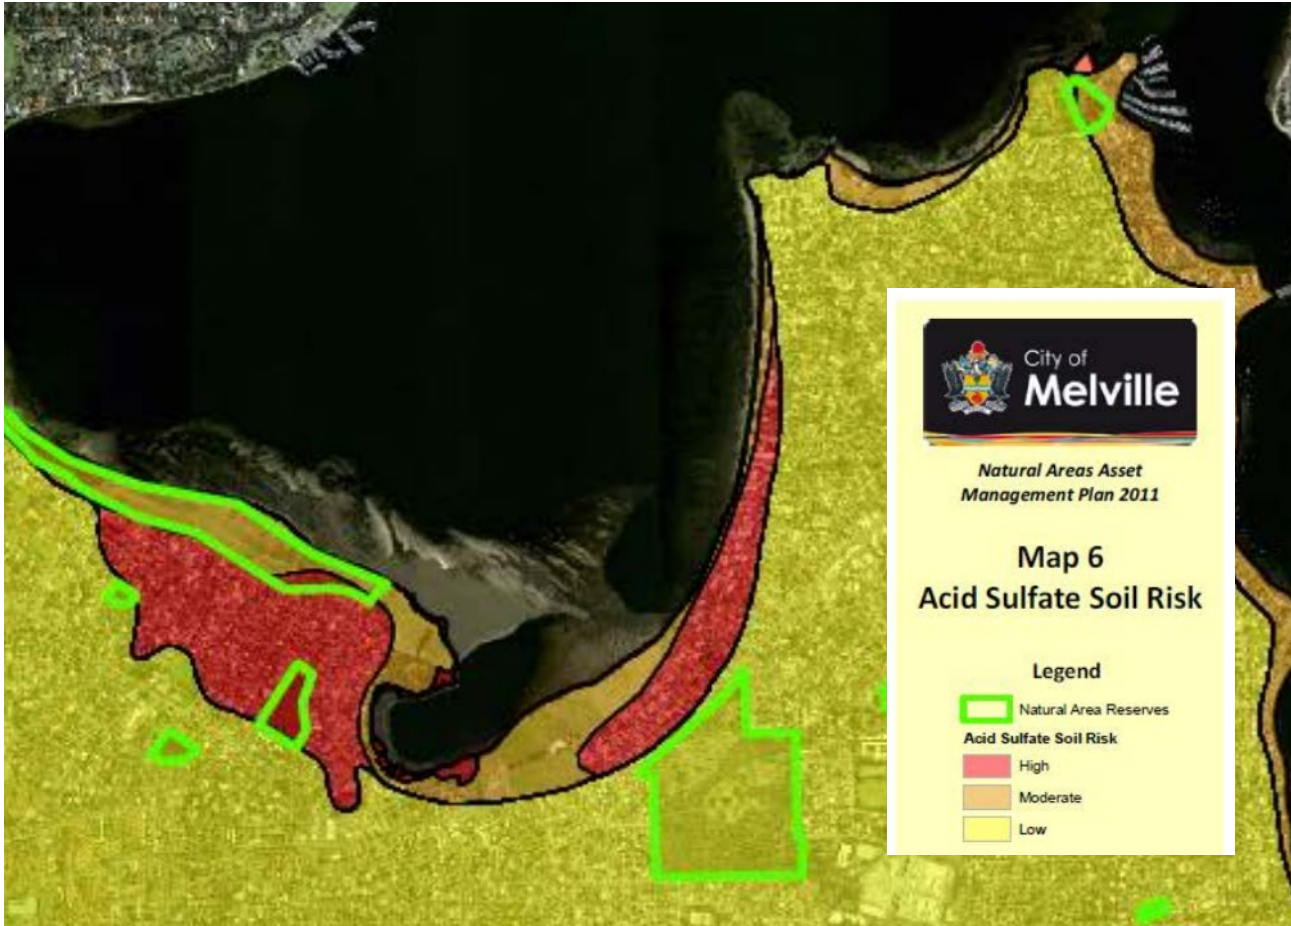 City of
Melville
Natural Areas Asset
Management Plan 2011
Map 6
Acid Sulfate Soil Risk
Legend
Natural Area Reserves
Acid Sulfate Soil Risk
High
Moderate
Low